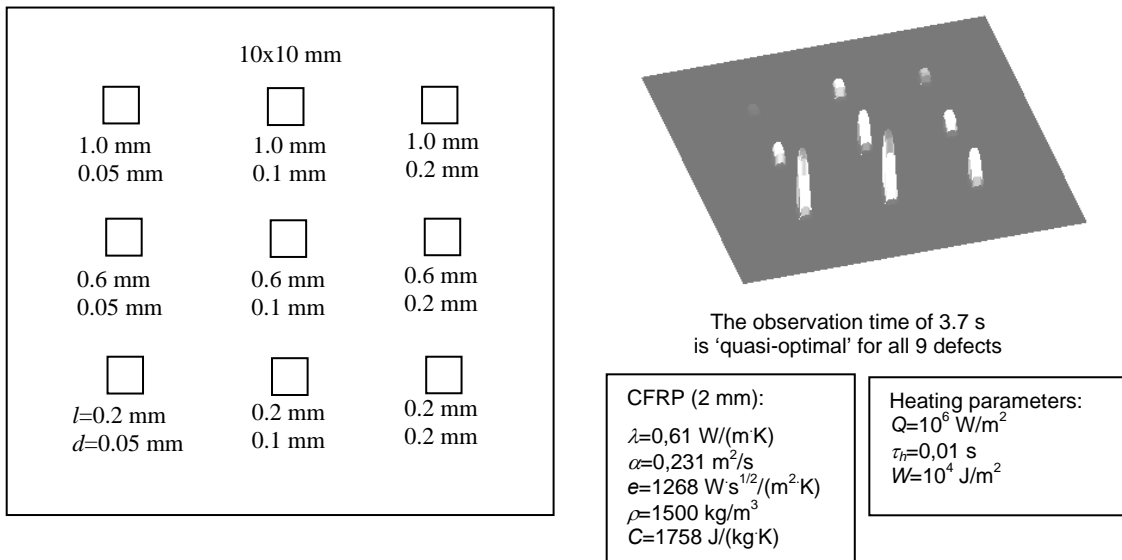 10x10 mm
1.0 mm
0.05 mm
1.0 mm
0.1 mm
1.0 mm
0.2 mm
0.6 mm
0.05 mm
0.6 mm
0.1 mm
0.6 mm
0.2 mm
l=0.2 mm
d=0.05 mm
0.2 mm
0.1 mm
0.2 mm
0.2 mm
The observation time of 3.7 s
is ‘quasi-optimal’ for all 9 defects
CFRP (2 mm):
λ=0,61 W/(m·K)
α=0,231 m²/s
e=1268 W·s^1/2/(m²·K)
ρ=1500 kg/m³
C=1758 J/(kg·K)
Heating parameters:
Q=10⁶ W/m²
τₕ=0,01 s
W=10⁴ J/m²